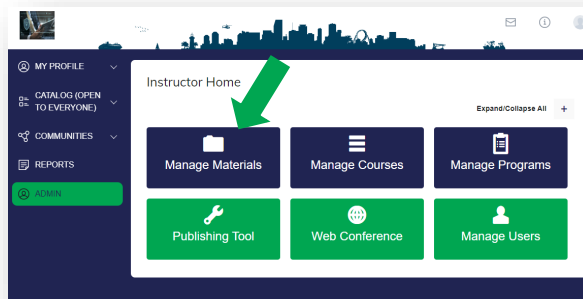 MY PROFILE
CATALOG (OPEN
TO EVERYONE)
COMMUNITIES
REPORTS
ADMIN
Instructor Home
Expand/Collapse All +
Manage Materials
Manage Courses
Manage Programs
Publishing Tool
Web Conference
Manage Users